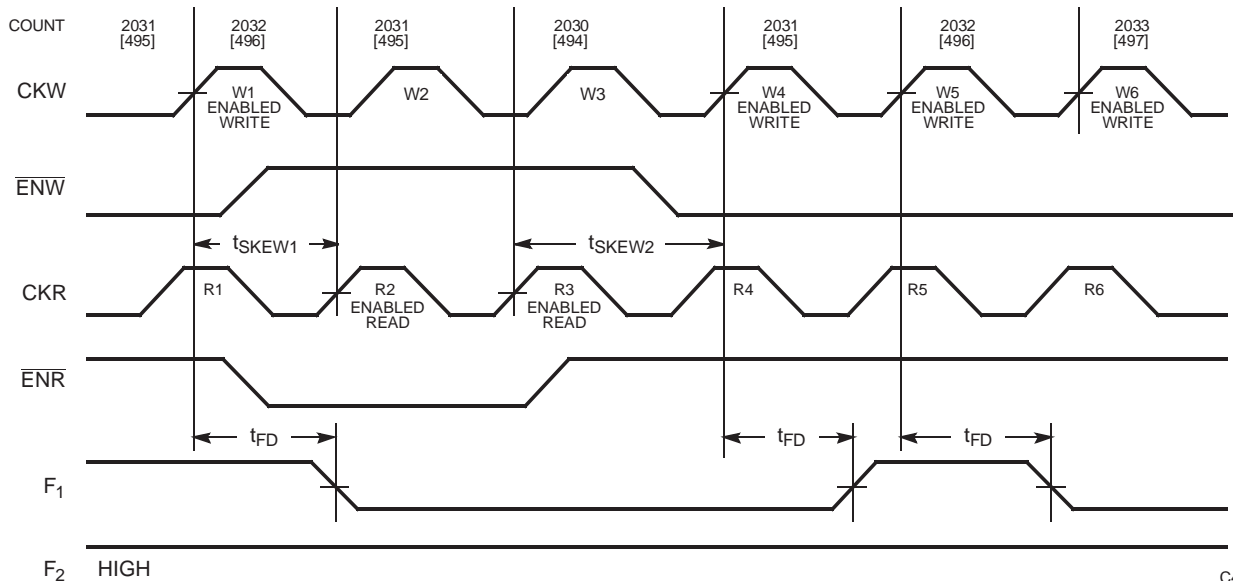 COUNT 2031 2032 2031 2030 2031 2032 2033
[495] [496] [495] [494] [495] [496] [497]
CKW W1 W2 W3 W4 W5 W6
ENABLED ENABLED ENABLED ENABLED
WRITE WRITE WRITE WRITE
ENW
tSKEW1 tSKEW2
CKR R1 R2 R3 R4 R5 R6
ENABLED ENABLED
READ READ
ENR
tFD tFD tFD
F1
F2 HIGH